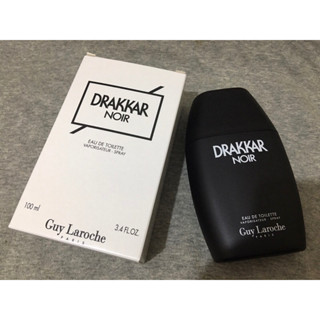 DRAKKAR
NOIR
EAU DE TOILETTE
VAPORISATEUR - SPRAY
100 ml
3.4 FL.OZ.
Guy Laroche
PARIS
DRAKKAR
NOIR
EAU DE TOILETTE
VAPORISATEUR - SPRAY
Guy Laroche
PARIS